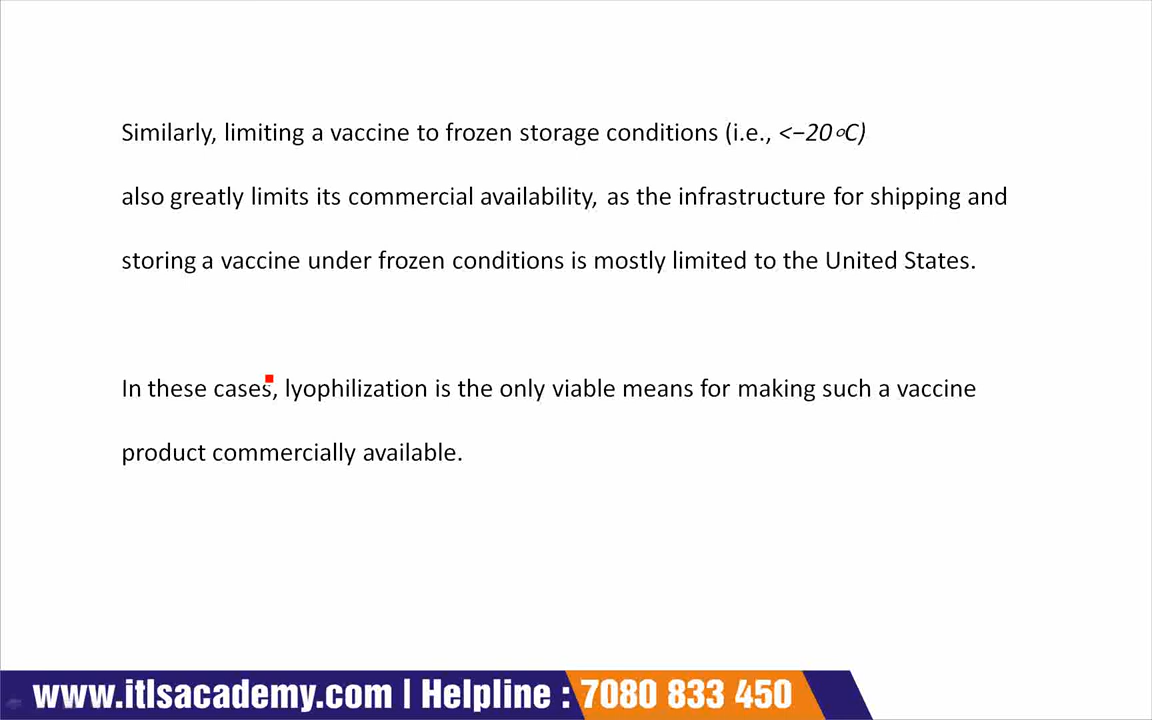 Similarly, limiting a vaccine to frozen storage conditions (i.e., <−20∘C)
also greatly limits its commercial availability, as the infrastructure for shipping and
storing a vaccine under frozen conditions is mostly limited to the United States.
In these cases, lyophilization is the only viable means for making such a vaccine
product commercially available.
www.itlsacademy.com | Helpline : 7080 833 450